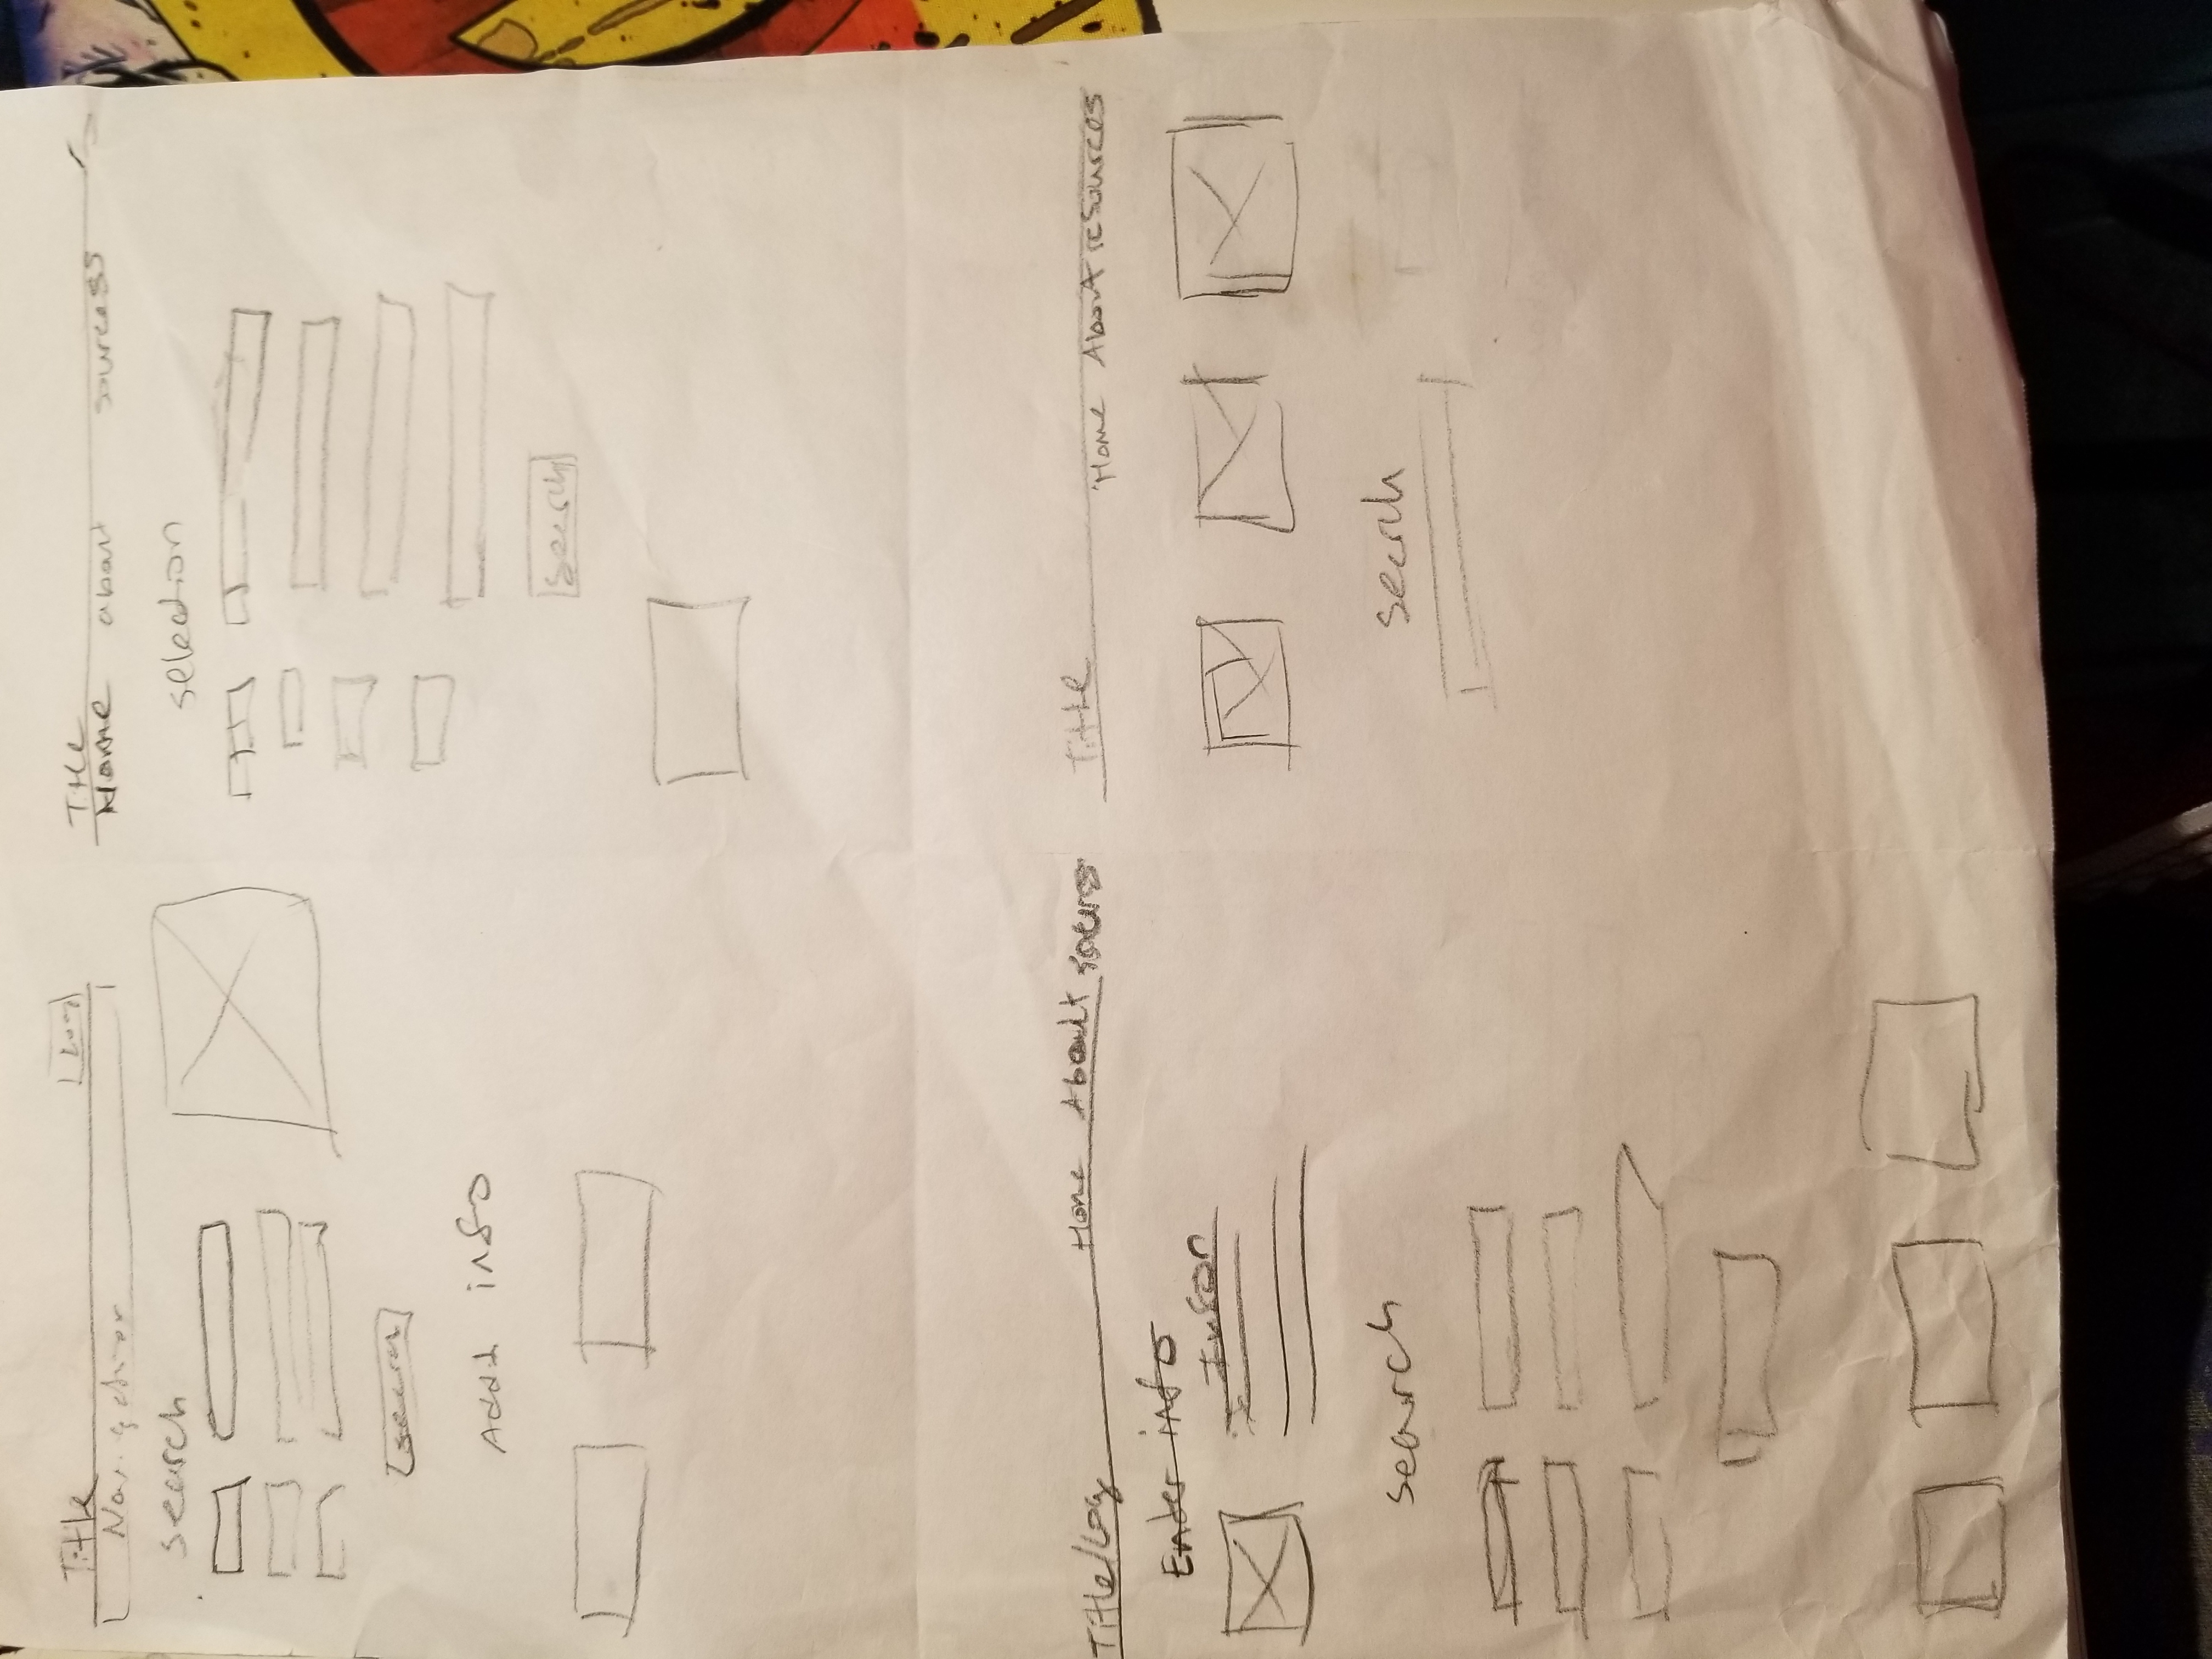 Title Log
Navigation
search
search
Add'l info
Title
Home about sources
selection
search
Title/Log Home About sources
Enter info
Infor
search
Title
Home About resources
search